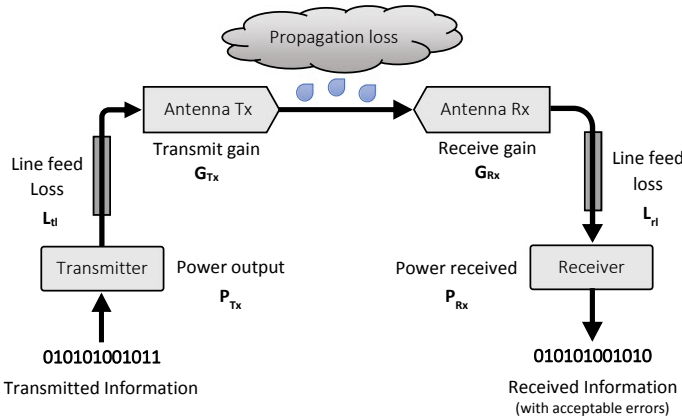 Propagation loss
Antenna Tx
Antenna Rx
Transmit gain
G_Tx
Receive gain
G_Rx
Line feed
Loss
L_tl
Line feed
loss
L_rl
Transmitter
Power output
P_Tx
Power received
P_Rx
Receiver
010101001011
Transmitted Information
010101001010
Received Information
(with acceptable errors)